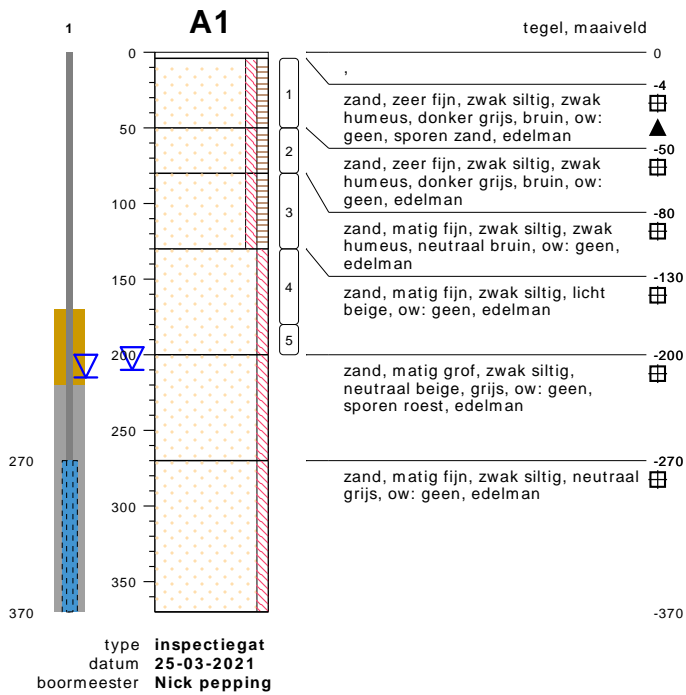 A1
1
tegel, maaiveld
0
50
100
150
200
250
300
350
270
370
1
2
3
4
5
0
,
-4
zand, zeer fijn, zwak siltig, zwak
humeus, donker grijs, bruin, ow:
geen, sporen zand, edelman
-50
zand, zeer fijn, zwak siltig, zwak
humeus, donker grijs, bruin, ow:
geen, edelman
-80
zand, matig fijn, zwak siltig, zwak
humeus, neutraal bruin, ow: geen,
edelman
-130
zand, matig fijn, zwak siltig, licht
beige, ow: geen, edelman
-200
zand, matig grof, zwak siltig,
neutraal beige, grijs, ow: geen,
sporen roest, edelman
-270
zand, matig fijn, zwak siltig, neutraal
grijs, ow: geen, edelman
-370
type inspectiegat
datum 25-03-2021
boormeester Nick pepping